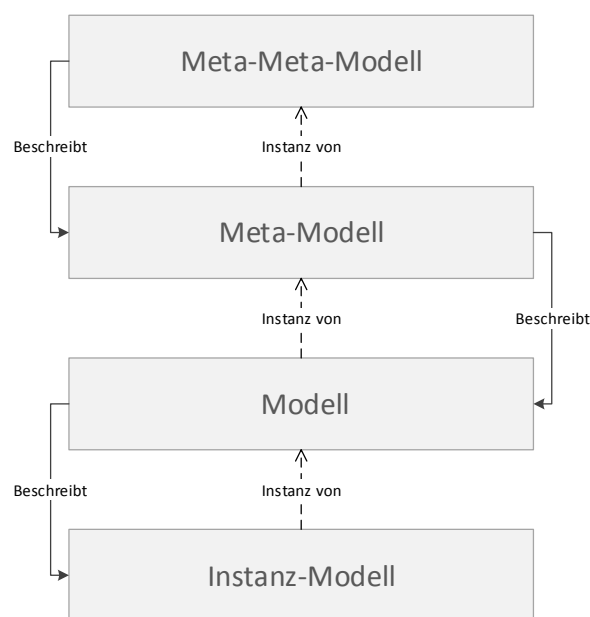 Meta-Meta-Modell
Beschreibt
Instanz von
Meta-Modell
Instanz von
Beschreibt
Modell
Beschreibt
Instanz von
Instanz-Modell